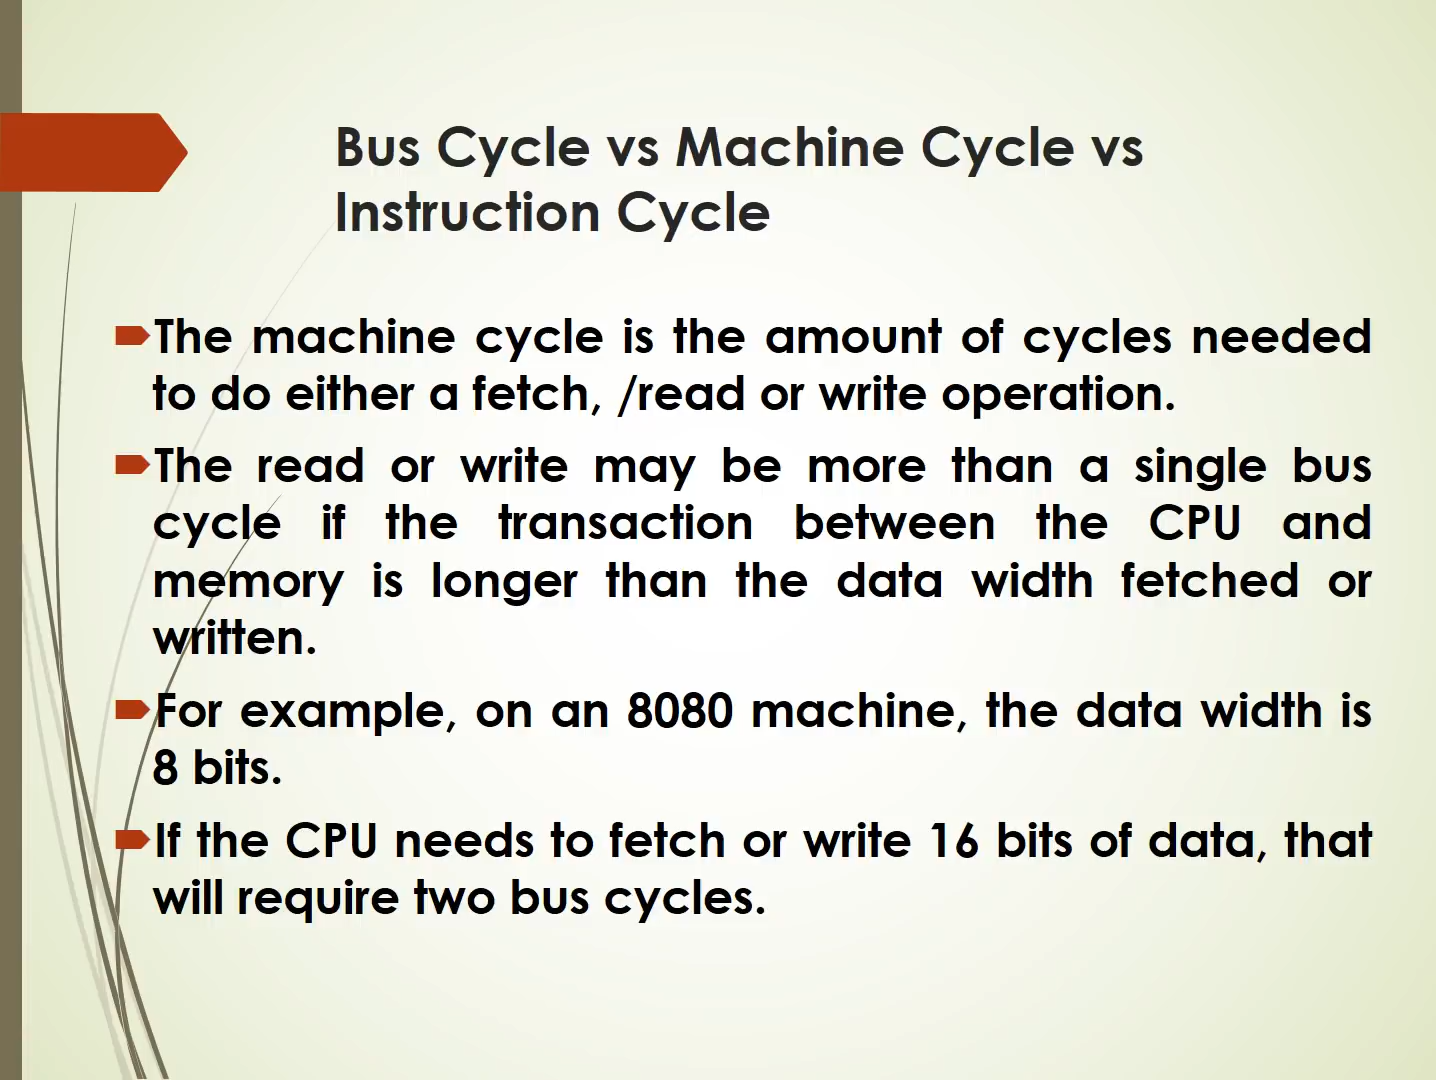 Bus Cycle vs Machine Cycle vs
Instruction Cycle
The machine cycle is the amount of cycles needed
to do either a fetch, /read or write operation.
The read or write may be more than a single bus
cycle if the transaction between the CPU and
memory is longer than the data width fetched or
written.
For example, on an 8080 machine, the data width is
8 bits.
If the CPU needs to fetch or write 16 bits of data, that
will require two bus cycles.